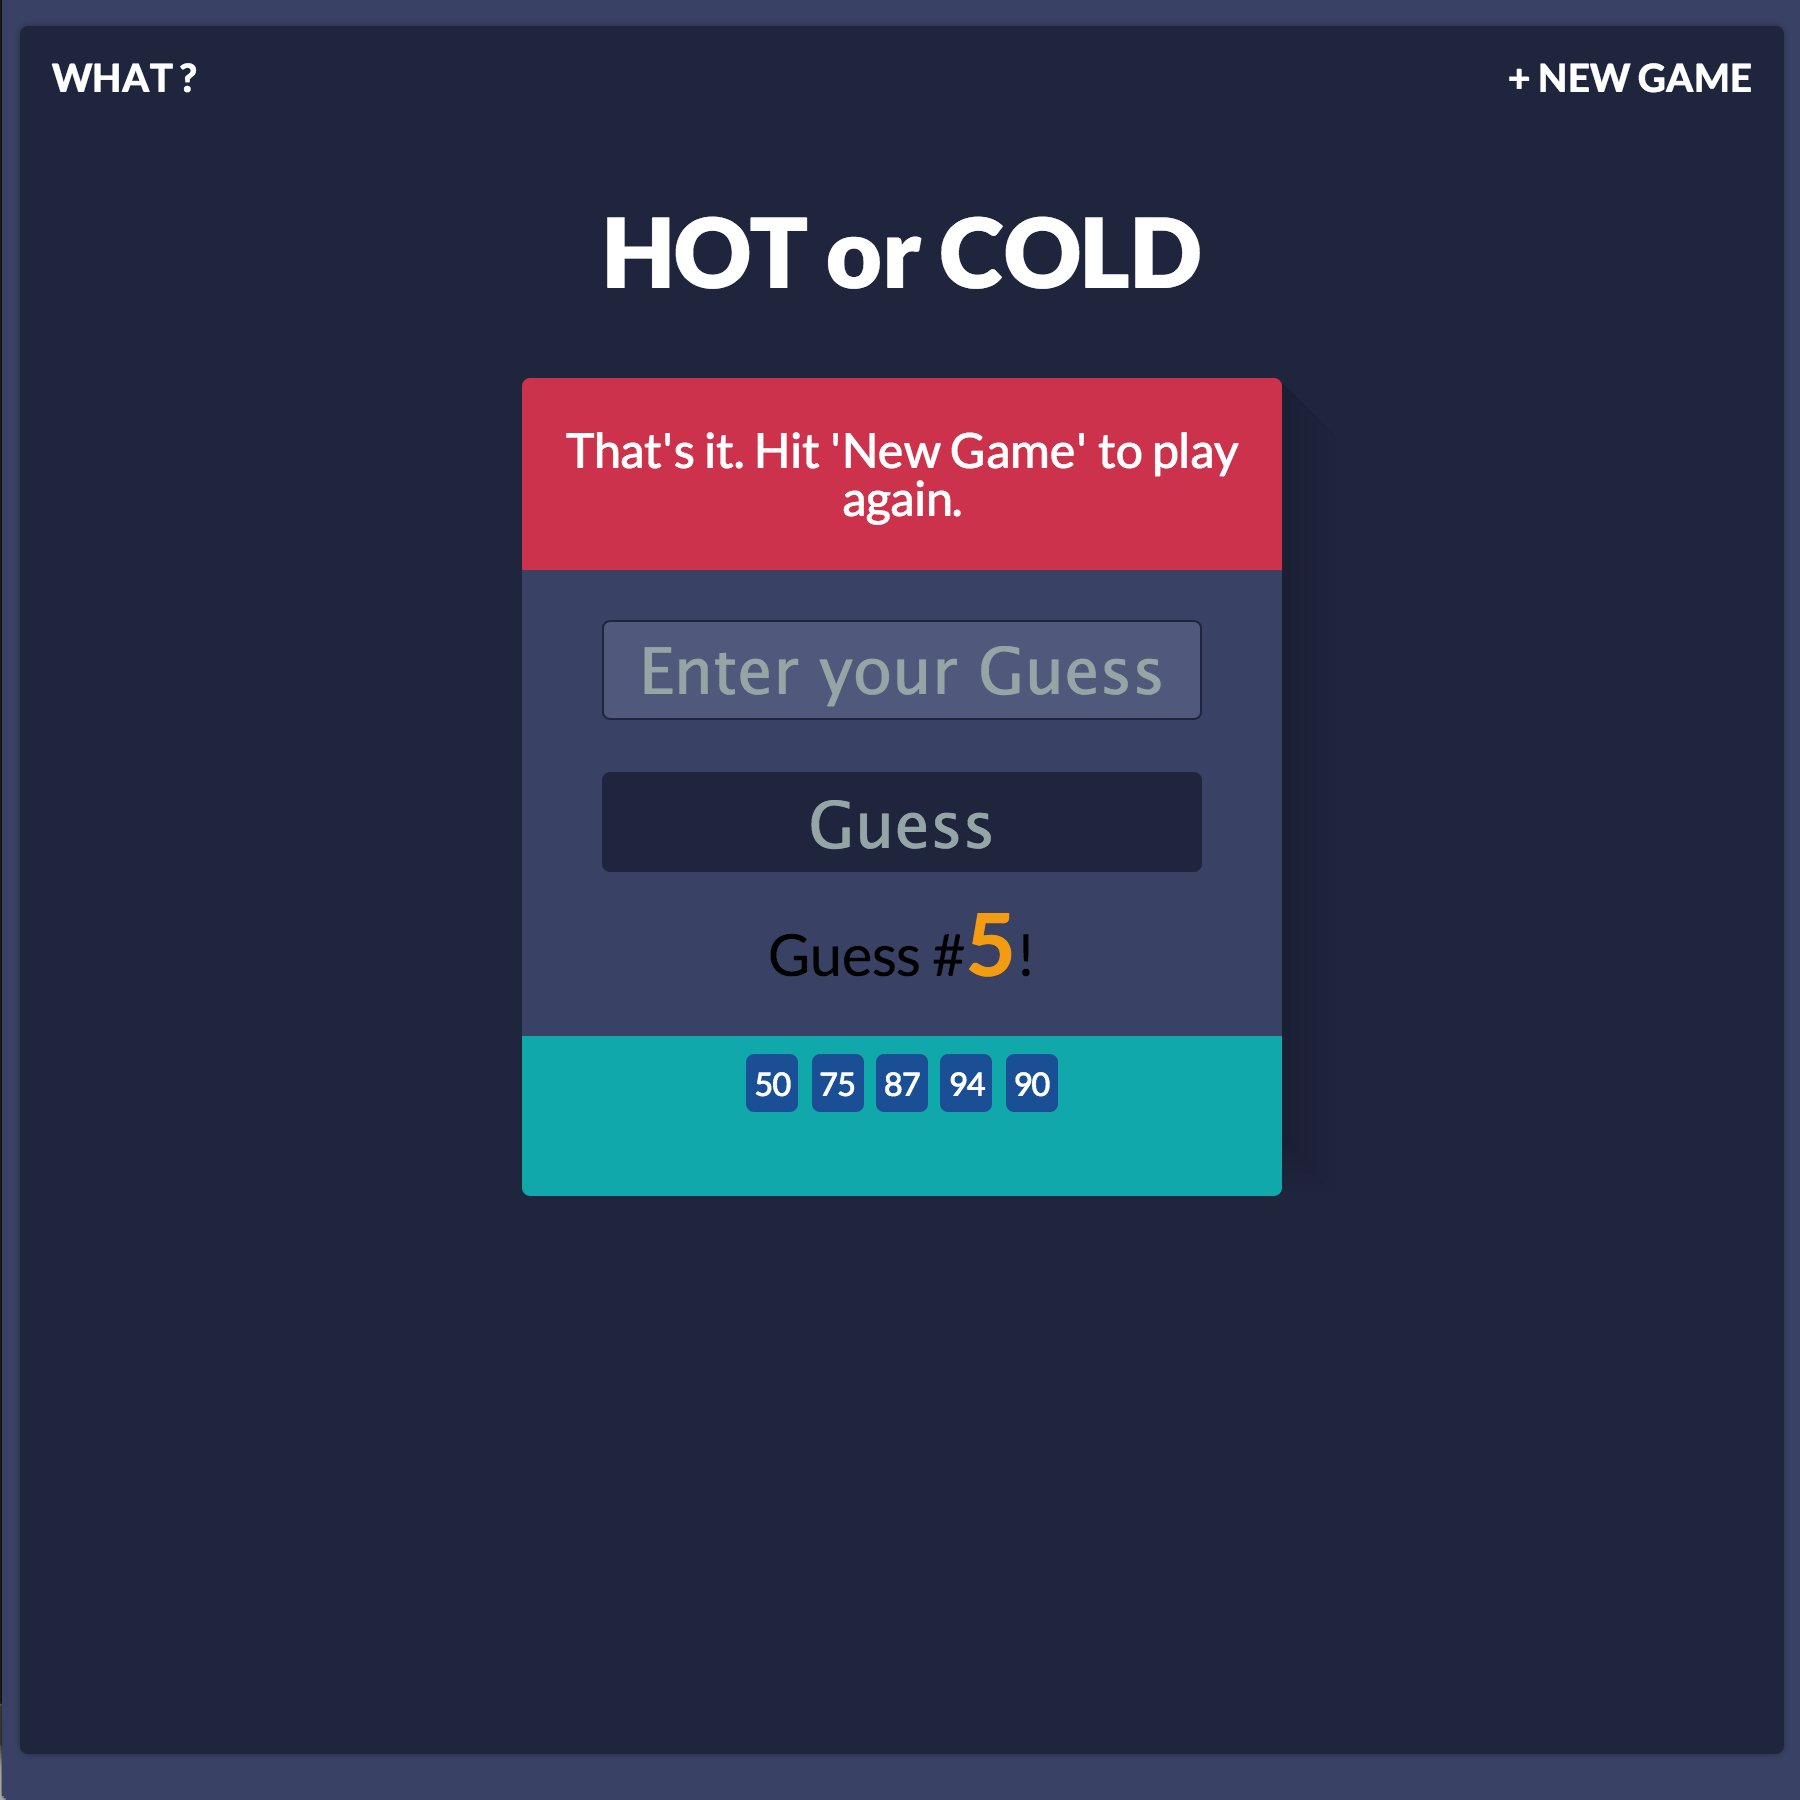 WHAT ?
+ NEW GAME
HOT or COLD
That's it. Hit 'New Game' to play
again.
Enter your Guess
Guess
Guess #5!
50 75 87 94 90